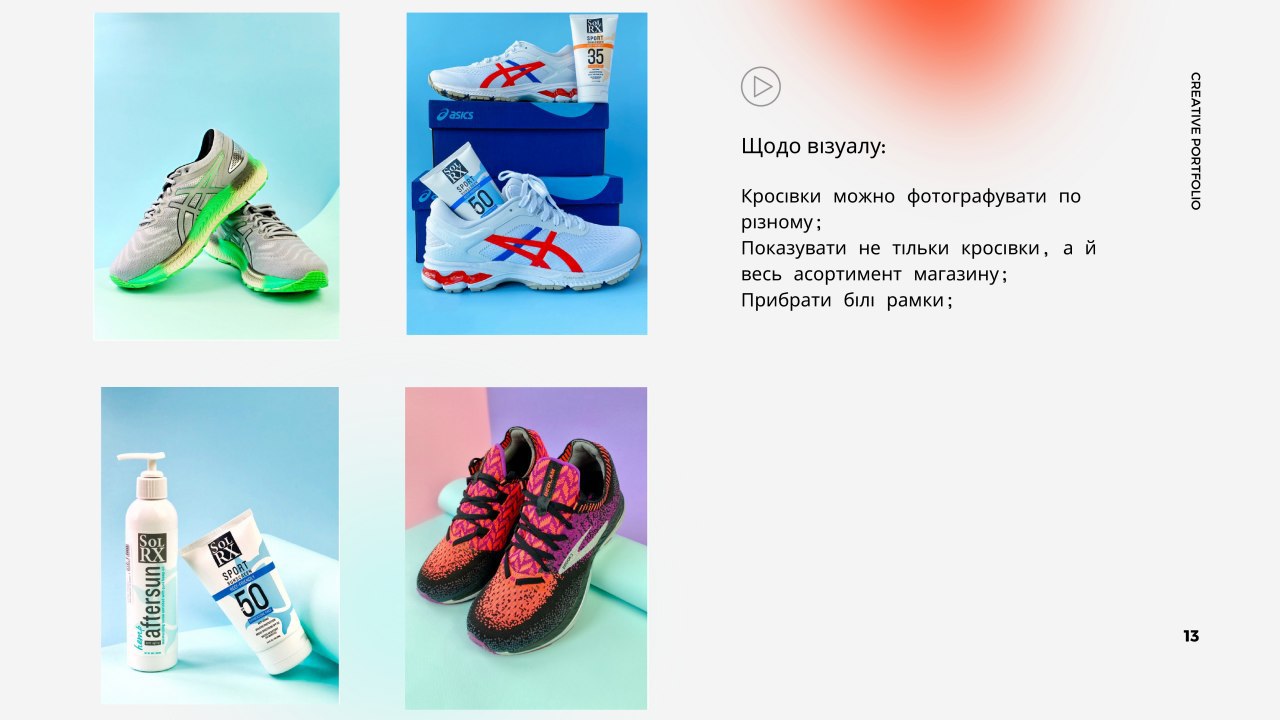 Щодо візуалу:
Кросівки можно фотографувати по
різному;
Показувати не тільки кросівки, а й
весь асортимент магазину;
Прибрати білі рамки;
CREATIVE PORTFOLIO
13
SOL
RX
SPORT
35
asics
SOL
RX
SPORT
50
SOL
RX
aftersun
SOL
RX
SPORT
SUNSCREEN
50